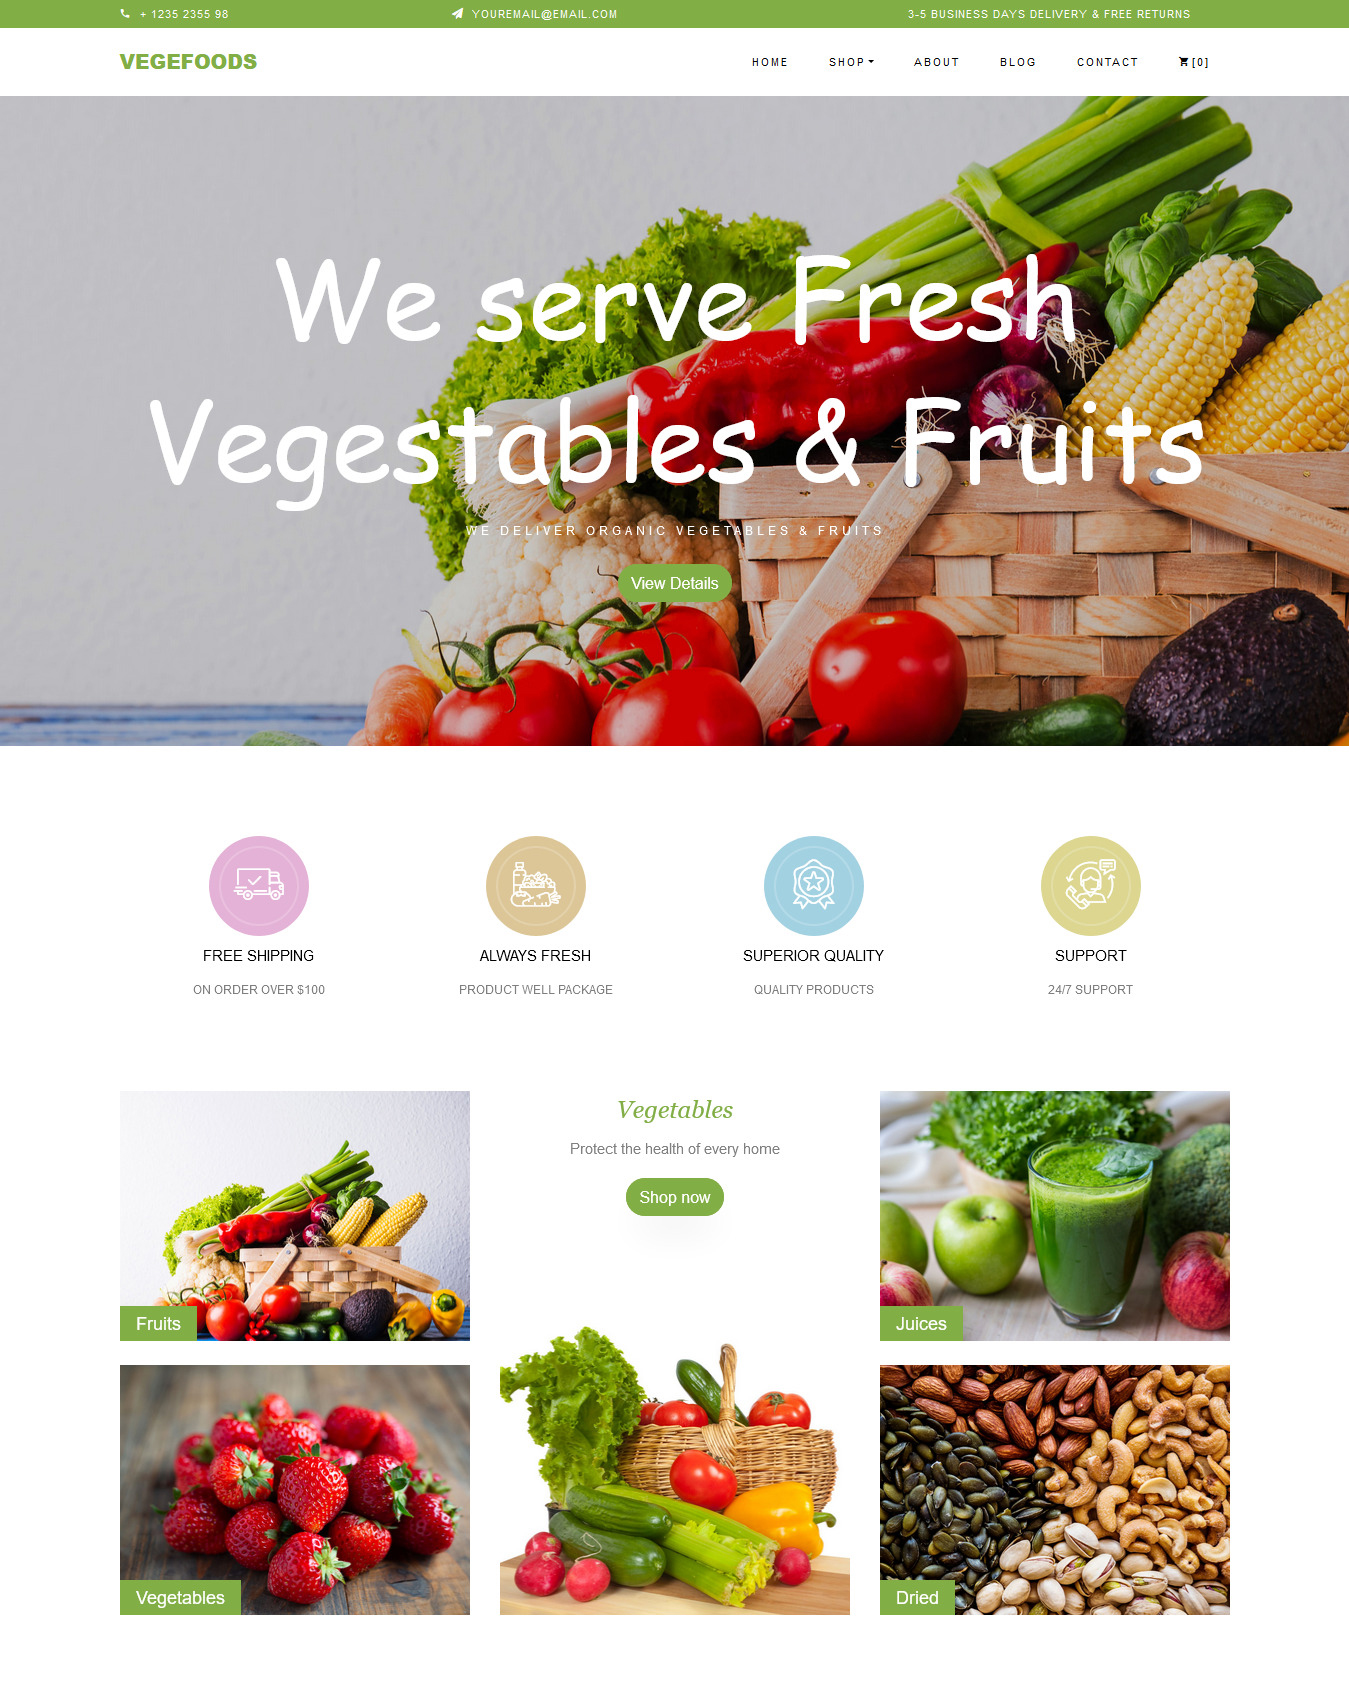 + 1235 2355 98
YOUREMAIL@EMAIL.COM
3-5 BUSINESS DAYS DELIVERY & FREE RETURNS
VEGEFOODS
HOME
SHOP
ABOUT
BLOG
CONTACT
[0]
We serve Fresh
Vegestables & Fruits
WE DELIVER ORGANIC VEGETABLES & FRUITS
View Details
FREE SHIPPING
ON ORDER OVER $100
ALWAYS FRESH
PRODUCT WELL PACKAGE
SUPERIOR QUALITY
QUALITY PRODUCTS
SUPPORT
24/7 SUPPORT
Fruits
Vegetables
Vegetables
Protect the health of every home
Shop now
Juices
Dried